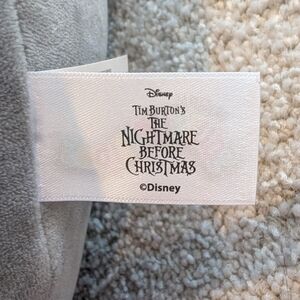 Disney
TIM BURTON'S
THE
NIGHTMARE
BEFORE
CHRISTMAS
©Disney